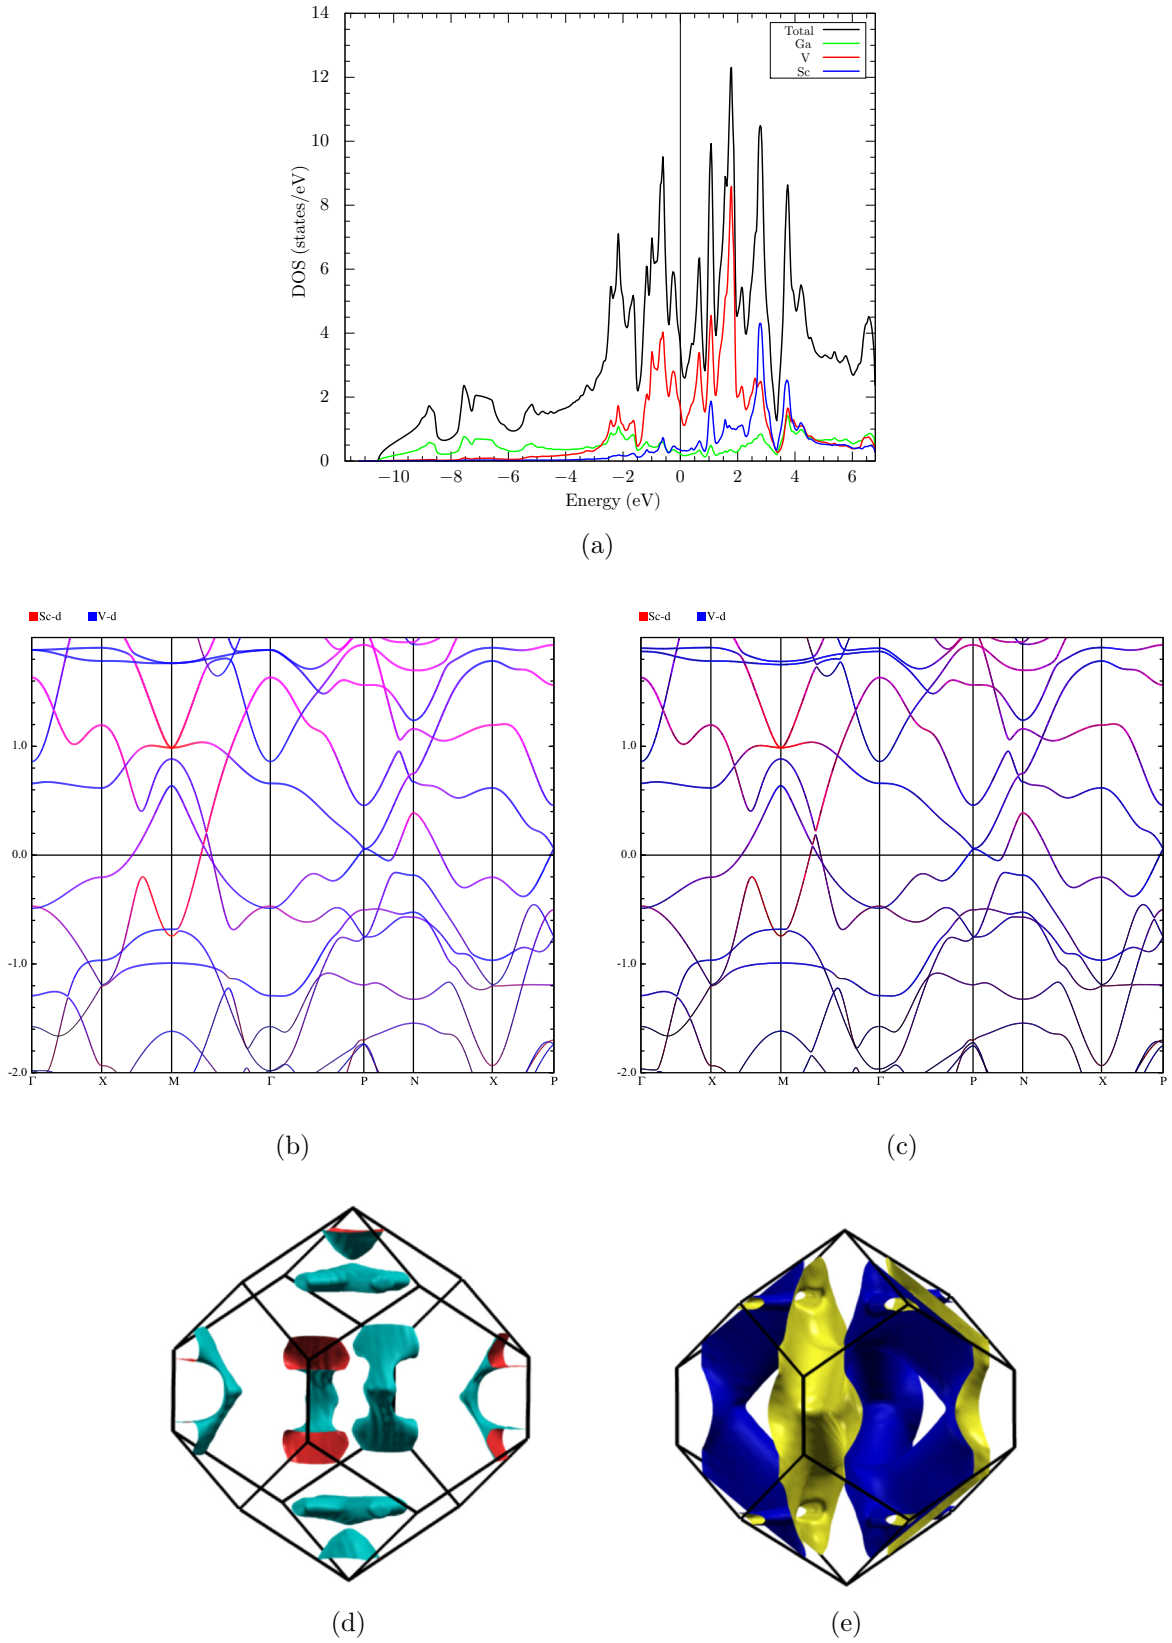 14
12
10
8
6
4
2
0
DOS (states/eV)
Total
Ga
V
Sc
−10 −8 −6 −4 −2 0 2 4 6
Energy (eV)
(a)
Sc-d V-d
1.0
0.0
-1.0
-2.0
Γ X M Γ P N X P
(b)
Sc-d V-d
1.0
0.0
-1.0
-2.0
Γ X M Γ P N X P
(c)
(d)
(e)